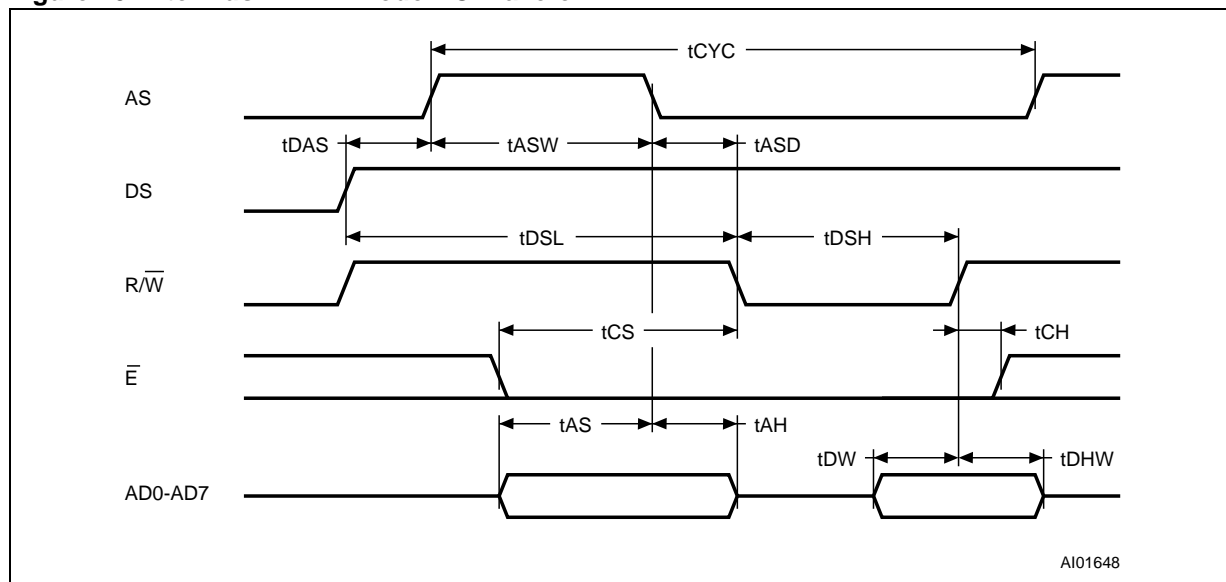 tCYC
AS
tDAS
tASW
tASD
DS
tDSL
tDSH
R/W̅
tCS
tCH
E̅
tAS
tAH
tDW
tDHW
AD0-AD7
AI01648